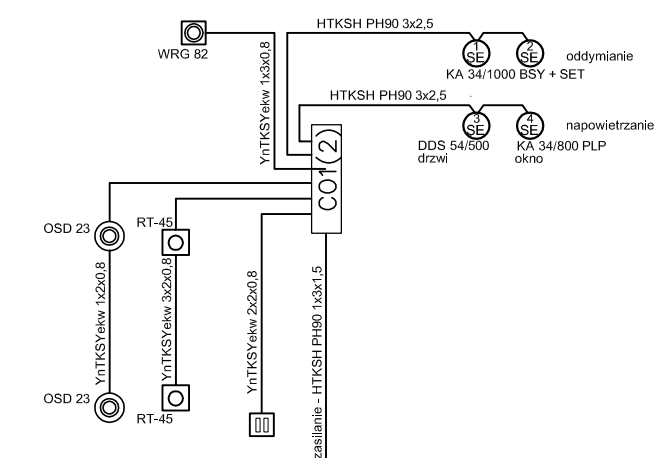 HTKSH PH90 3x2,5
WRG 82
YnTKSYekw 1x3x0,8
1
SE
2
SE
oddymianie
KA 34/1000 BSY + SET
HTKSH PH90 3x2,5
3
SE
4
SE
napowietrzanie
DDS 54/500
drzwi
KA 34/800 PLP
okno
CO1(2)
OSD 23
RT-45
YnTKSYekw 1x2x0,8
YnTKSYekw 3x2x0,8
YnTKSYekw 2x2x0,8
zasilanie - HTKSH PH90 1x3x1,5
OSD 23
RT-45